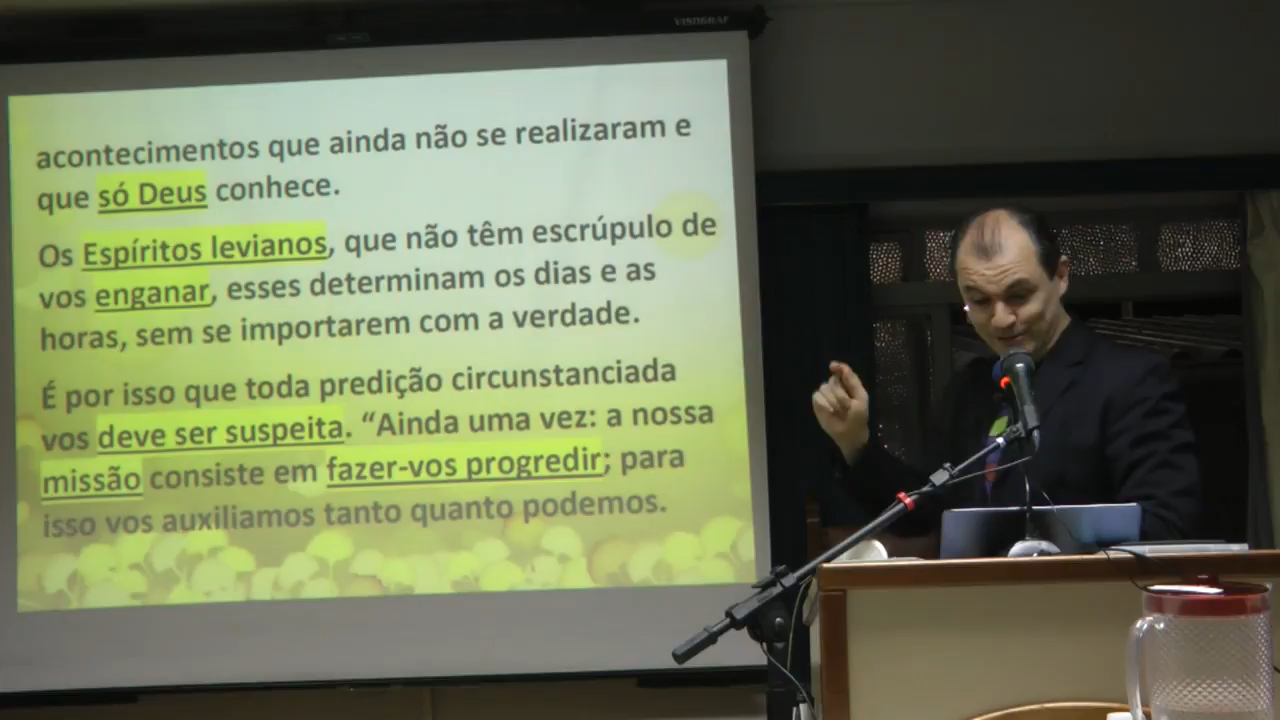 VISOGRAF
acontecimentos que ainda não se realizaram e
que só Deus conhece.
Os Espíritos levianos, que não têm escrúpulo de
vos enganar, esses determinam os dias e as
horas, sem se importarem com a verdade.
É por isso que toda predição circunstanciada
vos deve ser suspeita. “Ainda uma vez: a nossa
missão consiste em fazer-vos progredir; para
isso vos auxiliamos tanto quanto podemos.